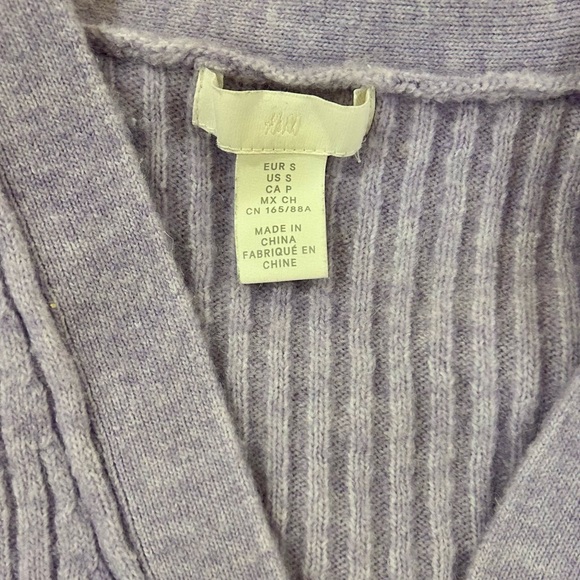 H&M
EUR S
US S
CA P
MX CH
CN 165/88A
MADE IN
CHINA
FABRIQUÉ EN
CHINE